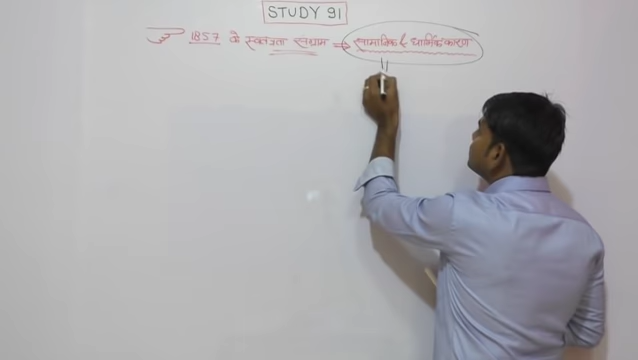 STUDY 91
1857 के स्वतंत्रता संग्राम ⇒ सामाजिक & धार्मिक कारण